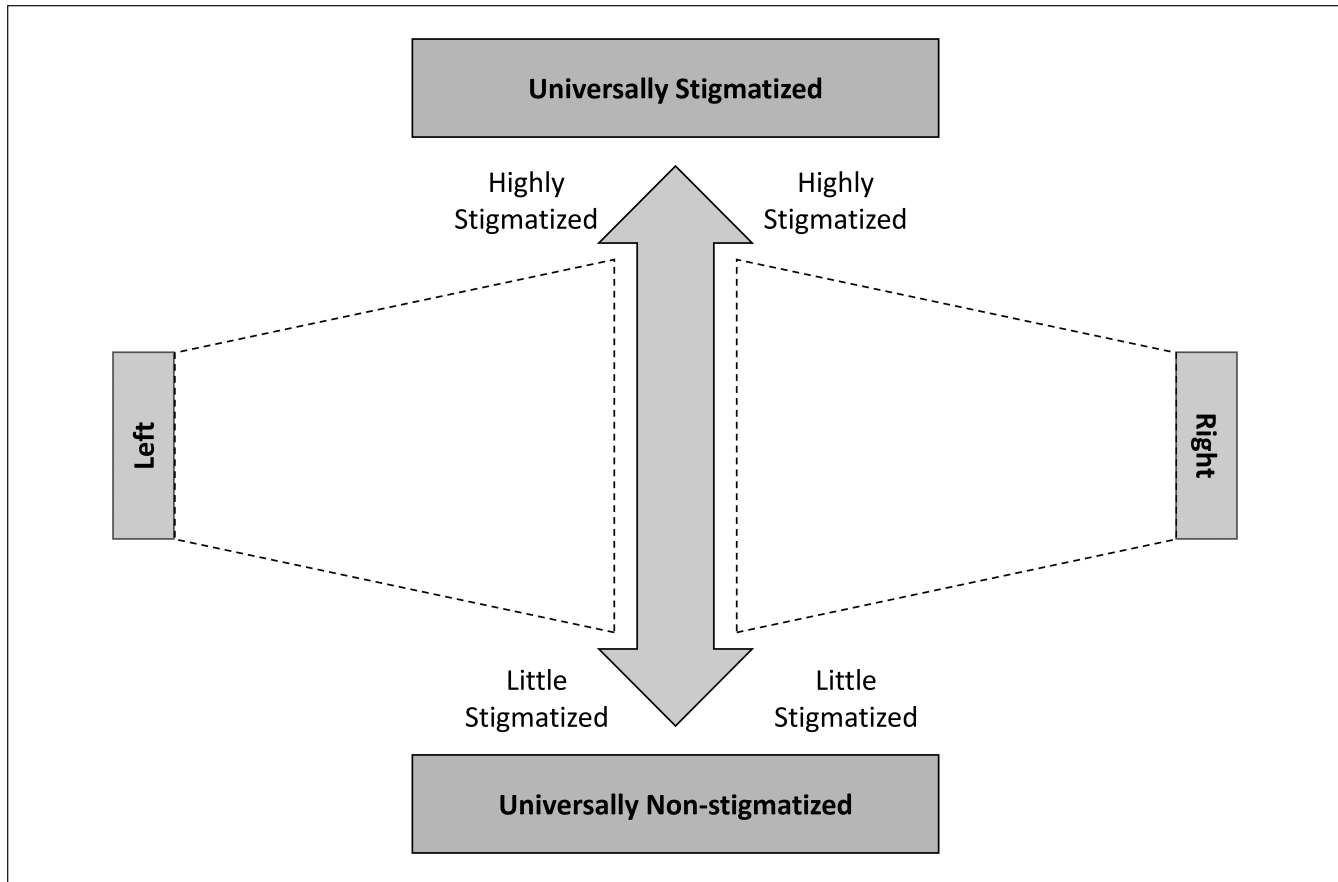 Universally Stigmatized
Highly
Stigmatized
Highly
Stigmatized
Left
Right
Little
Stigmatized
Little
Stigmatized
Universally Non-stigmatized